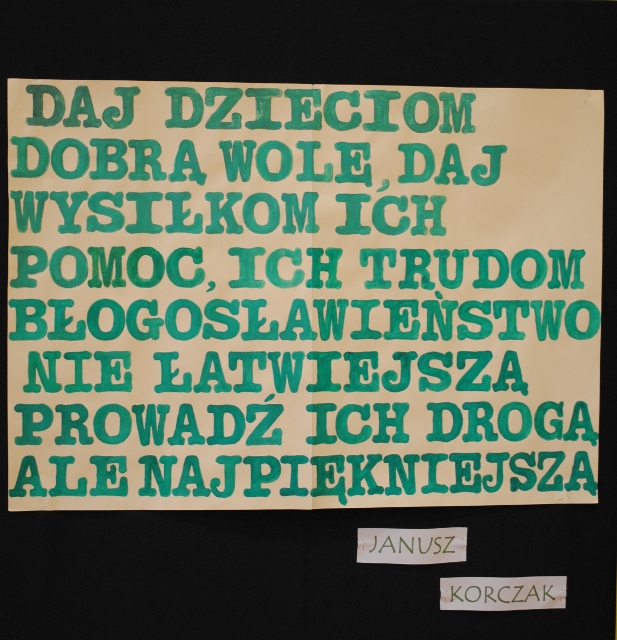 DAJ DZIECIOM
DOBRĄ WOLĘ, DAJ
WYSIŁKOM ICH
POMOC, ICH TRUDOM
BŁOGOSŁAWIEŃSTWO
NIE ŁATWIEJSZĄ
PROWADŹ ICH DROGĄ
ALE NAJPIĘKNIEJSZĄ
JANUSZ
KORCZAK